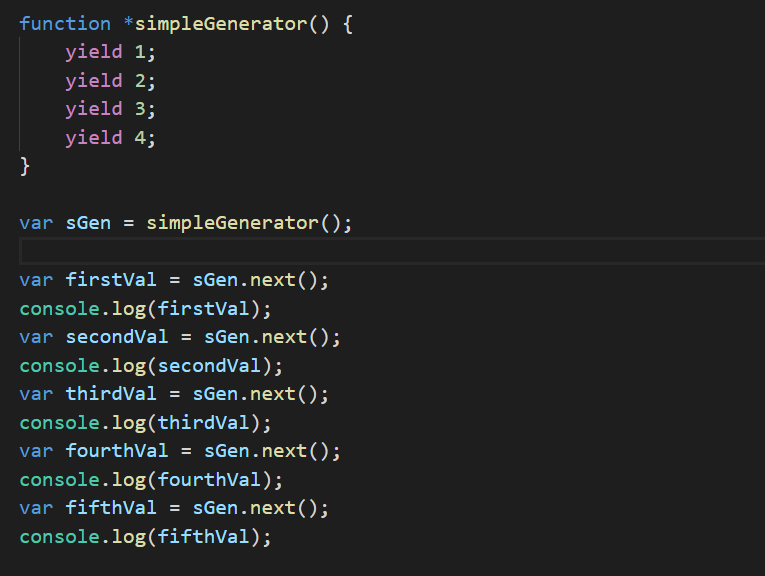 function *simpleGenerator() {
    yield 1;
    yield 2;
    yield 3;
    yield 4;
}
var sGen = simpleGenerator();
var firstVal = sGen.next();
console.log(firstVal);
var secondVal = sGen.next();
console.log(secondVal);
var thirdVal = sGen.next();
console.log(thirdVal);
var fourthVal = sGen.next();
console.log(fourthVal);
var fifthVal = sGen.next();
console.log(fifthVal);